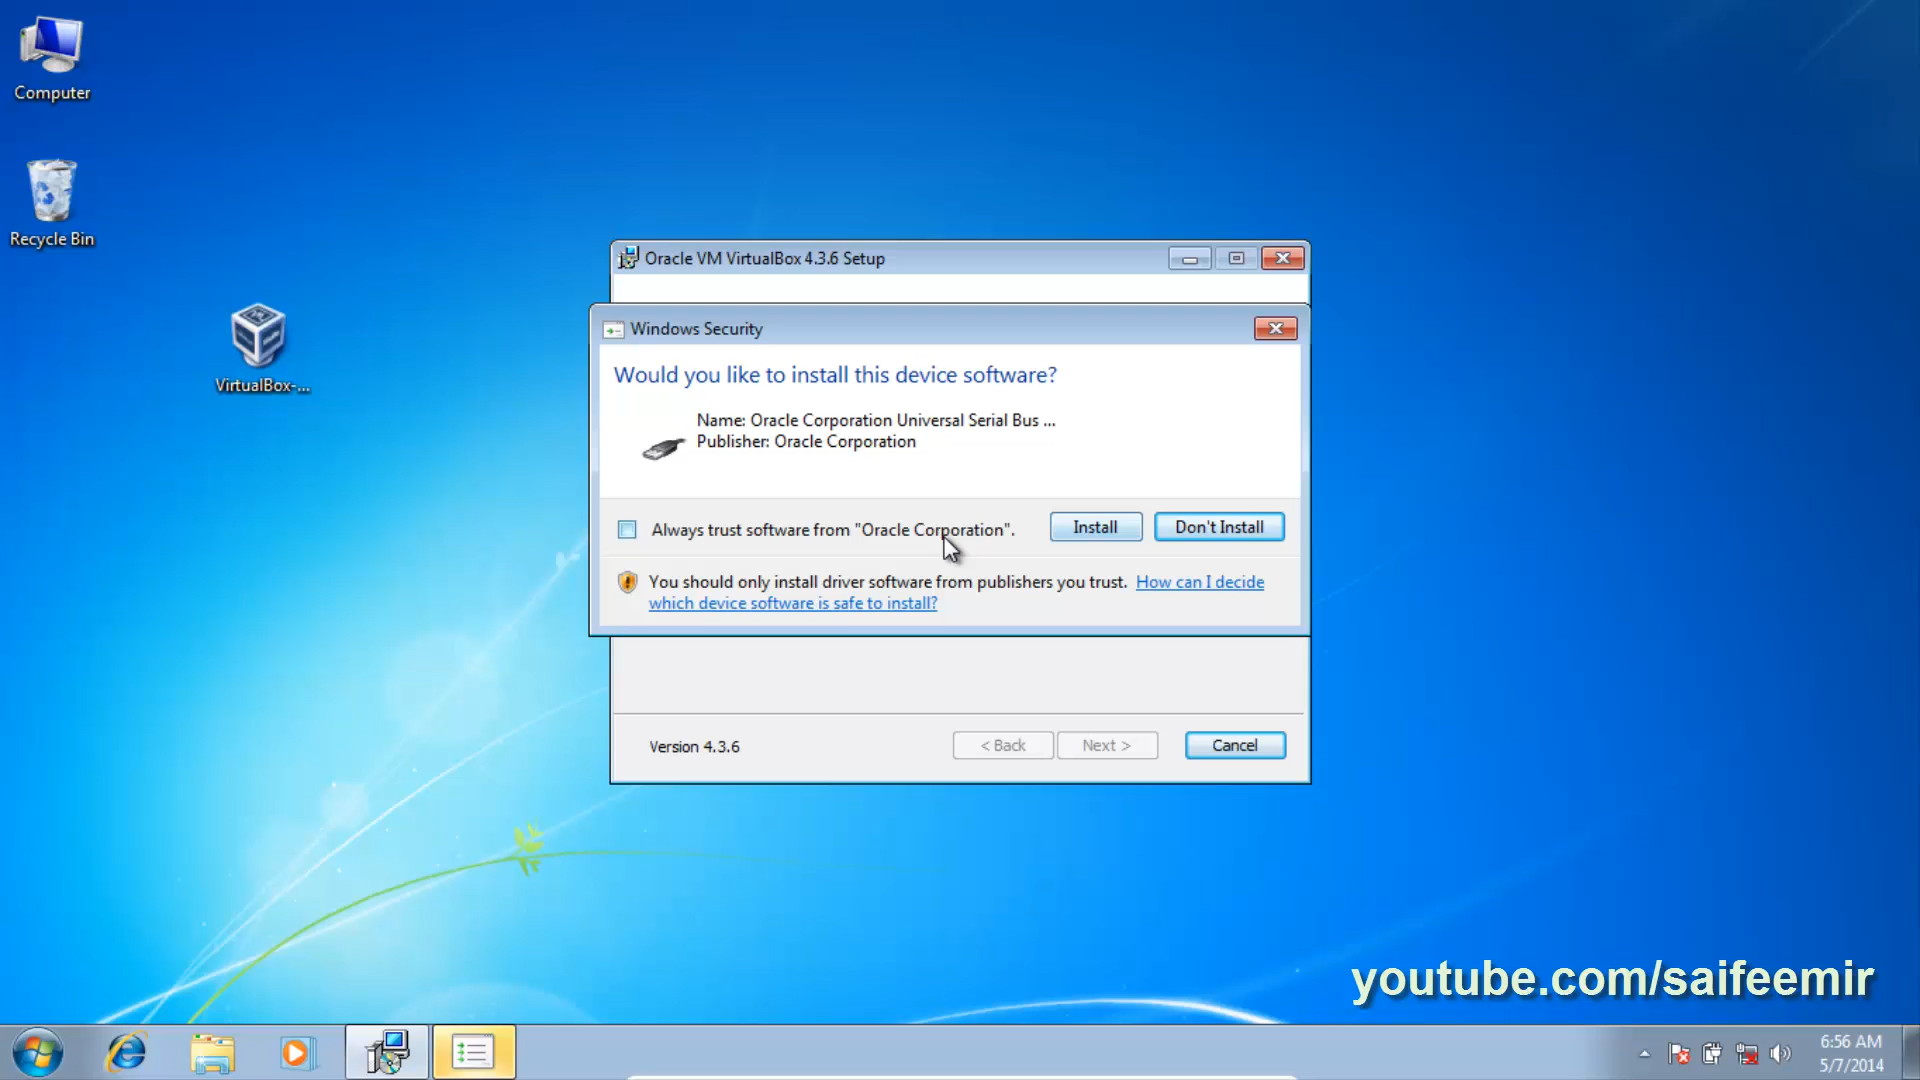 Computer
Recycle Bin
VirtualBox-...
Oracle VM VirtualBox 4.3.6 Setup
Windows Security
Would you like to install this device software?
Name: Oracle Corporation Universal Serial Bus ...
Publisher: Oracle Corporation
Always trust software from "Oracle Corporation".
Install
Don't Install
You should only install driver software from publishers you trust. How can I decide
which device software is safe to install?
Version 4.3.6
< Back
Next >
Cancel
youtube.com/saifeemir
6:56 AM
5/7/2014